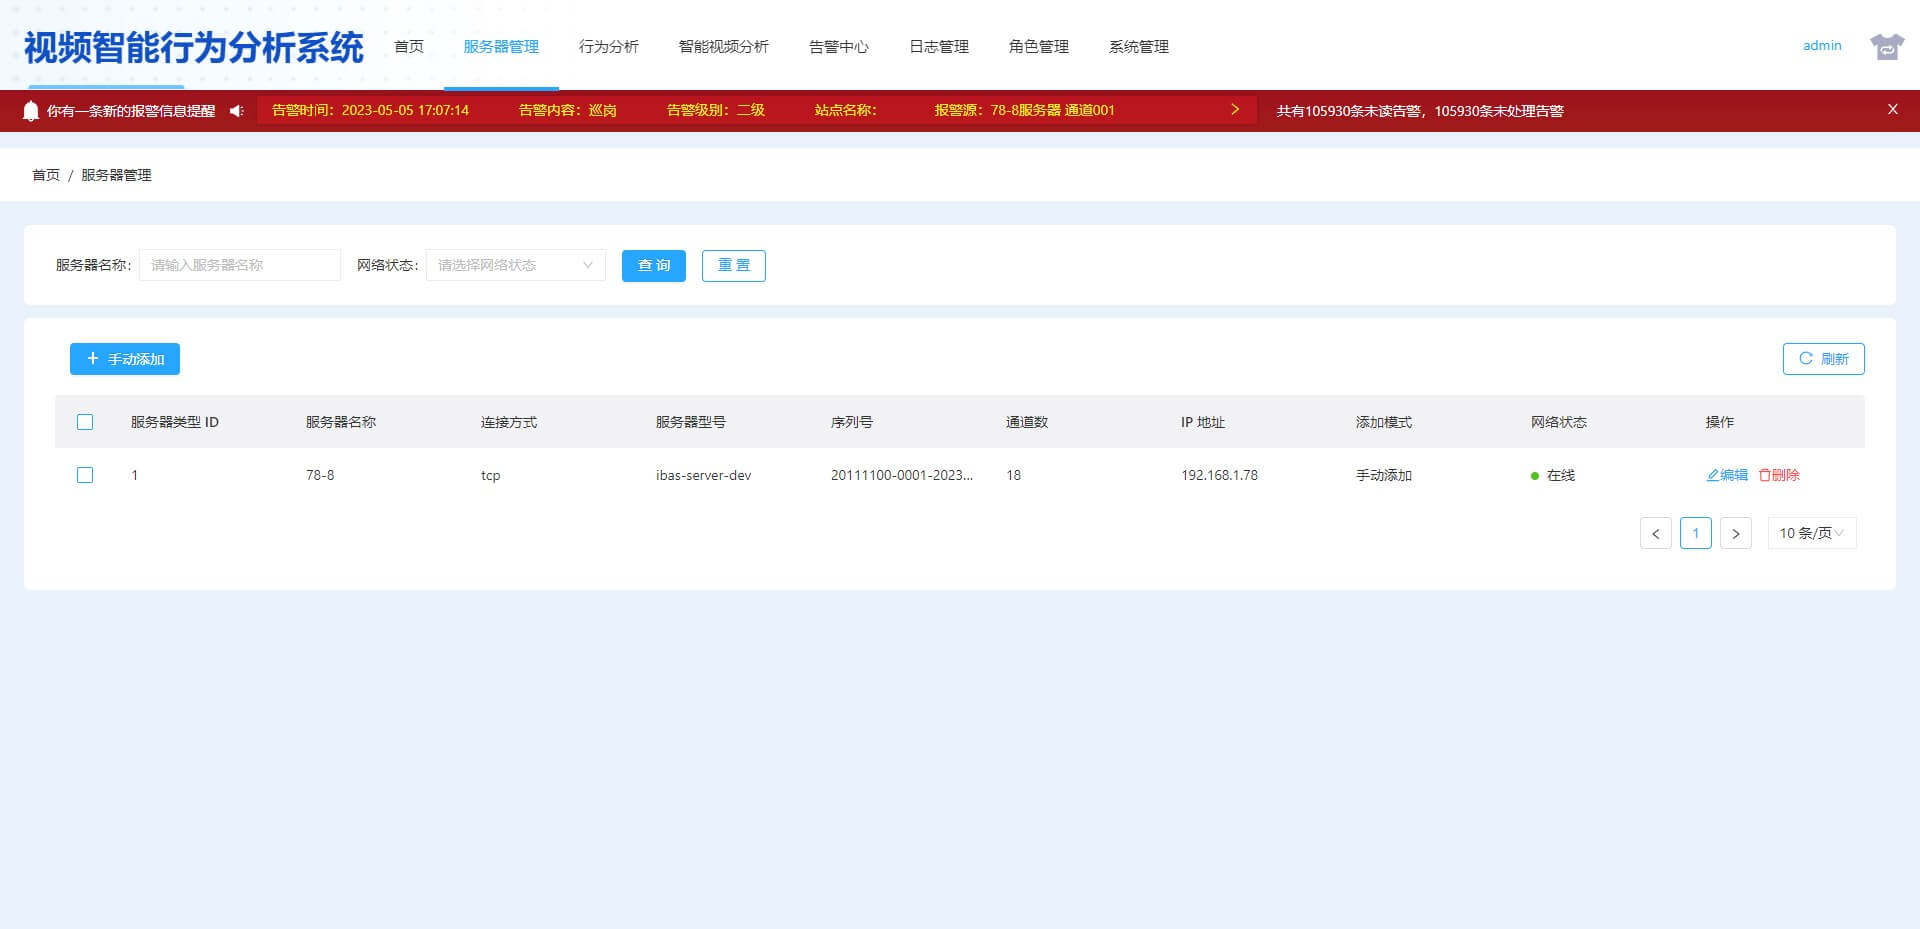 视频智能行为分析系统 首页 服务器管理 行为分析 智能视频分析 告警中心 日志管理 角色管理 系统管理 admin
你有一条新的报警信息提醒 告警时间：2023-05-05 17:07:14 告警内容：巡岗 告警级别：二级 站点名称： 报警源：78-8服务器 通道001 共有105930条未读告警，105930条未处理告警 X
首页 / 服务器管理
服务器名称： 请输入服务器名称 网络状态： 请选择网络状态 查 询 重 置
手动添加 刷新
服务器类型 ID 服务器名称 连接方式 服务器型号 序列号 通道数 IP 地址 添加模式 网络状态 操作
1 78-8 tcp ibas-server-dev 20111100-0001-2023... 18 192.168.1.78 手动添加 在线 编辑 删除
< 1 > 10 条/页